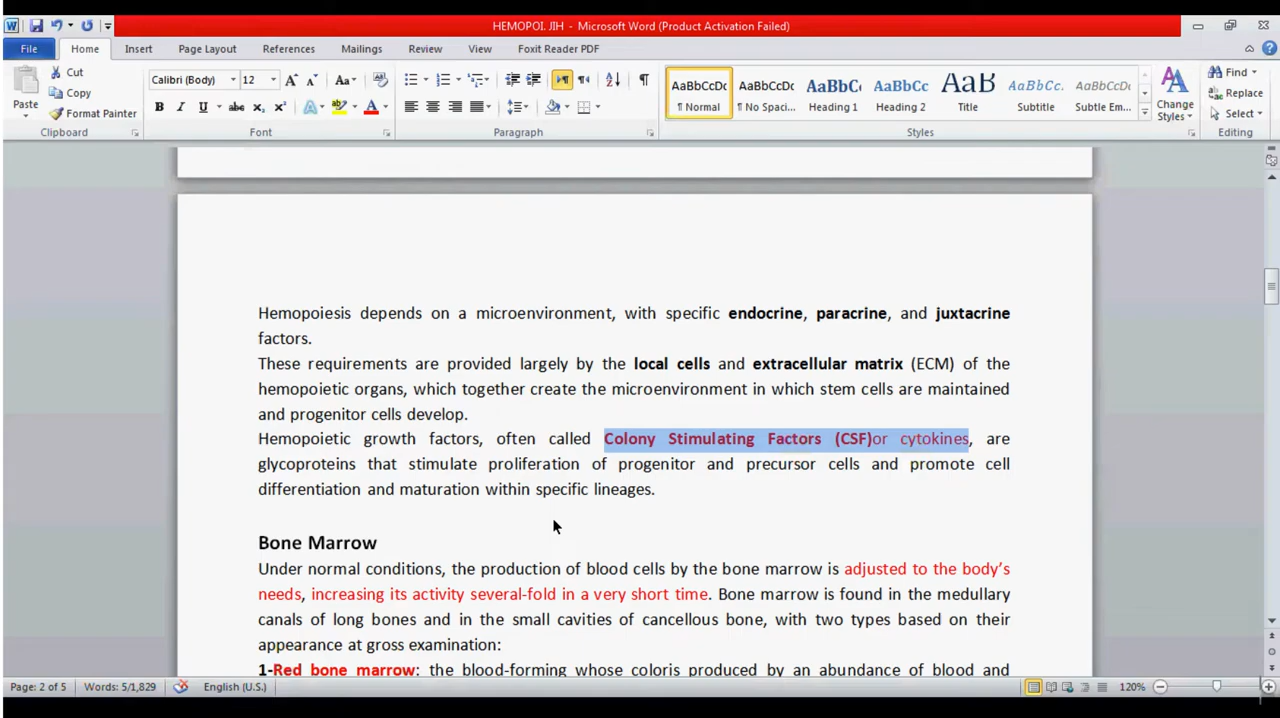 HEMOPOI. JIH - Microsoft Word (Product Activation Failed)
File Home Insert Page Layout References Mailings Review View Foxit Reader PDF
Paste
Cut
Copy
Format Painter
Calibri (Body) 12
AaBbCcDc AaBbCcDc AaBbC AaBbCc AaB AaBbCc. AaBbCcDc
¶ Normal ¶ No Spaci... Heading 1 Heading 2 Title Subtitle Subtle Em...
Change Styles
Find
Replace
Select
Clipboard Font Paragraph Styles Editing
Hemopoiesis depends on a microenvironment, with specific endocrine, paracrine, and juxtacrine
factors.
These requirements are provided largely by the local cells and extracellular matrix (ECM) of the
hemopoietic organs, which together create the microenvironment in which stem cells are maintained
and progenitor cells develop.
Hemopoietic growth factors, often called Colony Stimulating Factors (CSF)or cytokines, are
glycoproteins that stimulate proliferation of progenitor and precursor cells and promote cell
differentiation and maturation within specific lineages.
Bone Marrow
Under normal conditions, the production of blood cells by the bone marrow is adjusted to the body's
needs, increasing its activity several-fold in a very short time. Bone marrow is found in the medullary
canals of long bones and in the small cavities of cancellous bone, with two types based on their
appearance at gross examination:
1-Red bone marrow: the blood-forming whose coloris produced by an abundance of blood and
Page: 2 of 5 Words: 5/1,829 English (U.S.) 120%